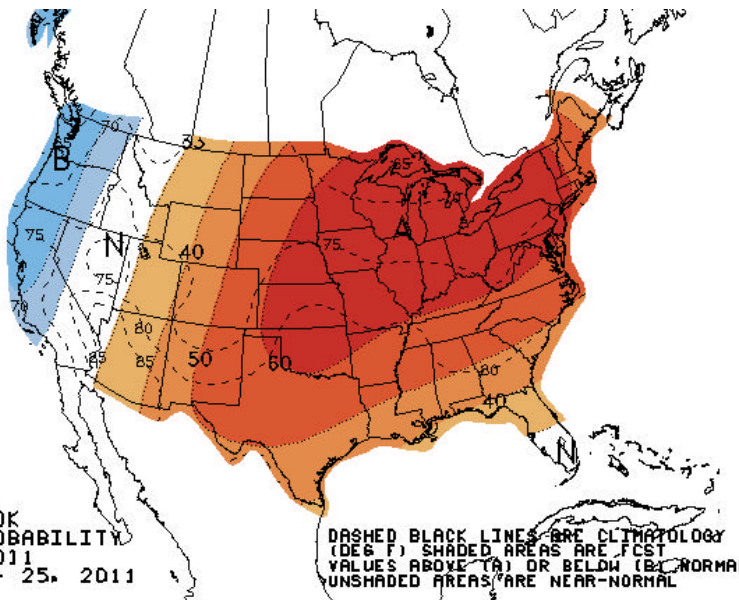 70
33
B
85
A
75
N
40
75
75
70
80
85
85
50
60
80
40
N
OK
OBABILITY
011
25, 2011
DASHED BLACK LINES ARE CLIMATOLOGY
(DEG F) SHADED AREAS ARE FCST
VALUES ABOVE (A) OR BELOW (B) NORMA
UNSHADED AREAS ARE NEAR-NORMAL